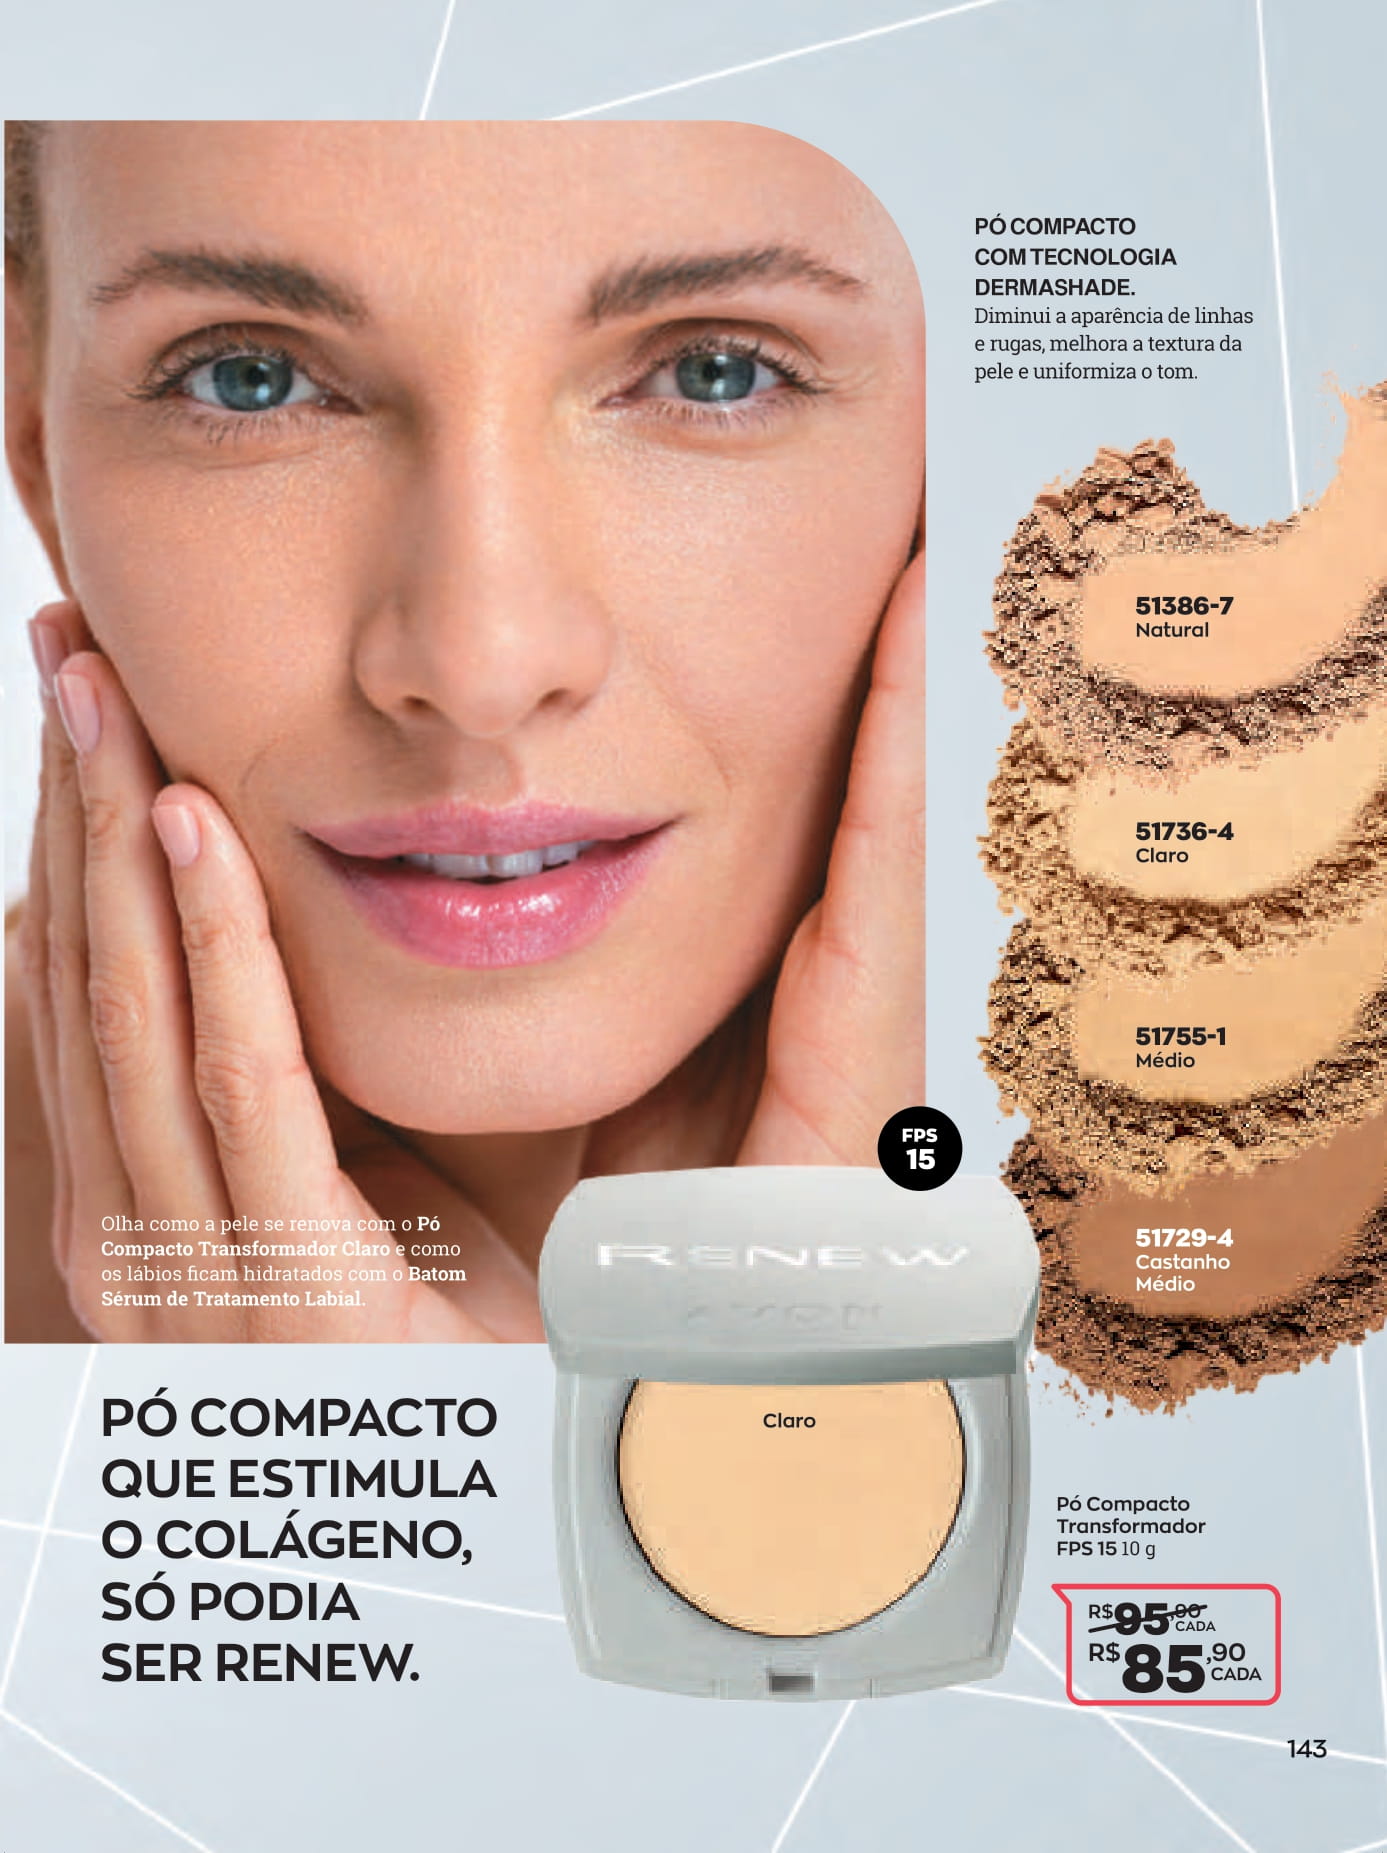 PÓ COMPACTO
COM TECNOLOGIA
DERMASHADE.
Diminui a aparência de linhas
e rugas, melhora a textura da
pele e uniformiza o tom.
51386-7
Natural
51736-4
Claro
51755-1
Médio
51729-4
Castanho
Médio
FPS
15
Olha como a pele se renova com o Pó
Compacto Transformador Claro e como
os lábios ficam hidratados com o Batom
Sérum de Tratamento Labial.
RENEW
AVON
Claro
PÓ COMPACTO
QUE ESTIMULA
O COLÁGENO,
SÓ PODIA
SER RENEW.
Pó Compacto
Transformador
FPS 15 10 g
R$95,90 CADA
R$85,90 CADA
143